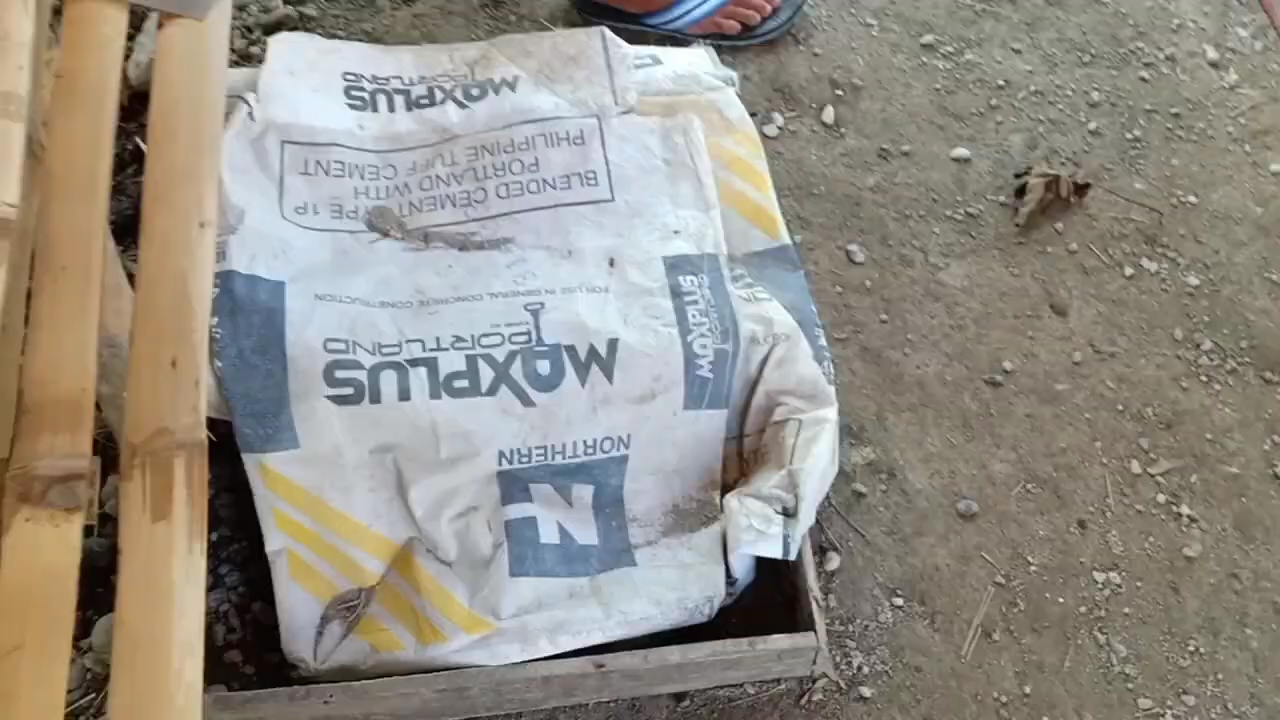 NORTHERN
N
MAXPLUS
PORTLAND
FOR USE IN GENERAL CONCRETE CONSTRUCTION
MAXPLUS
PORTLAND
BLENDED CEMENT TYPE 1P
PORTLAND WITH
PHILIPPINE TUFF CEMENT
MAXPLUS
PORTLAND